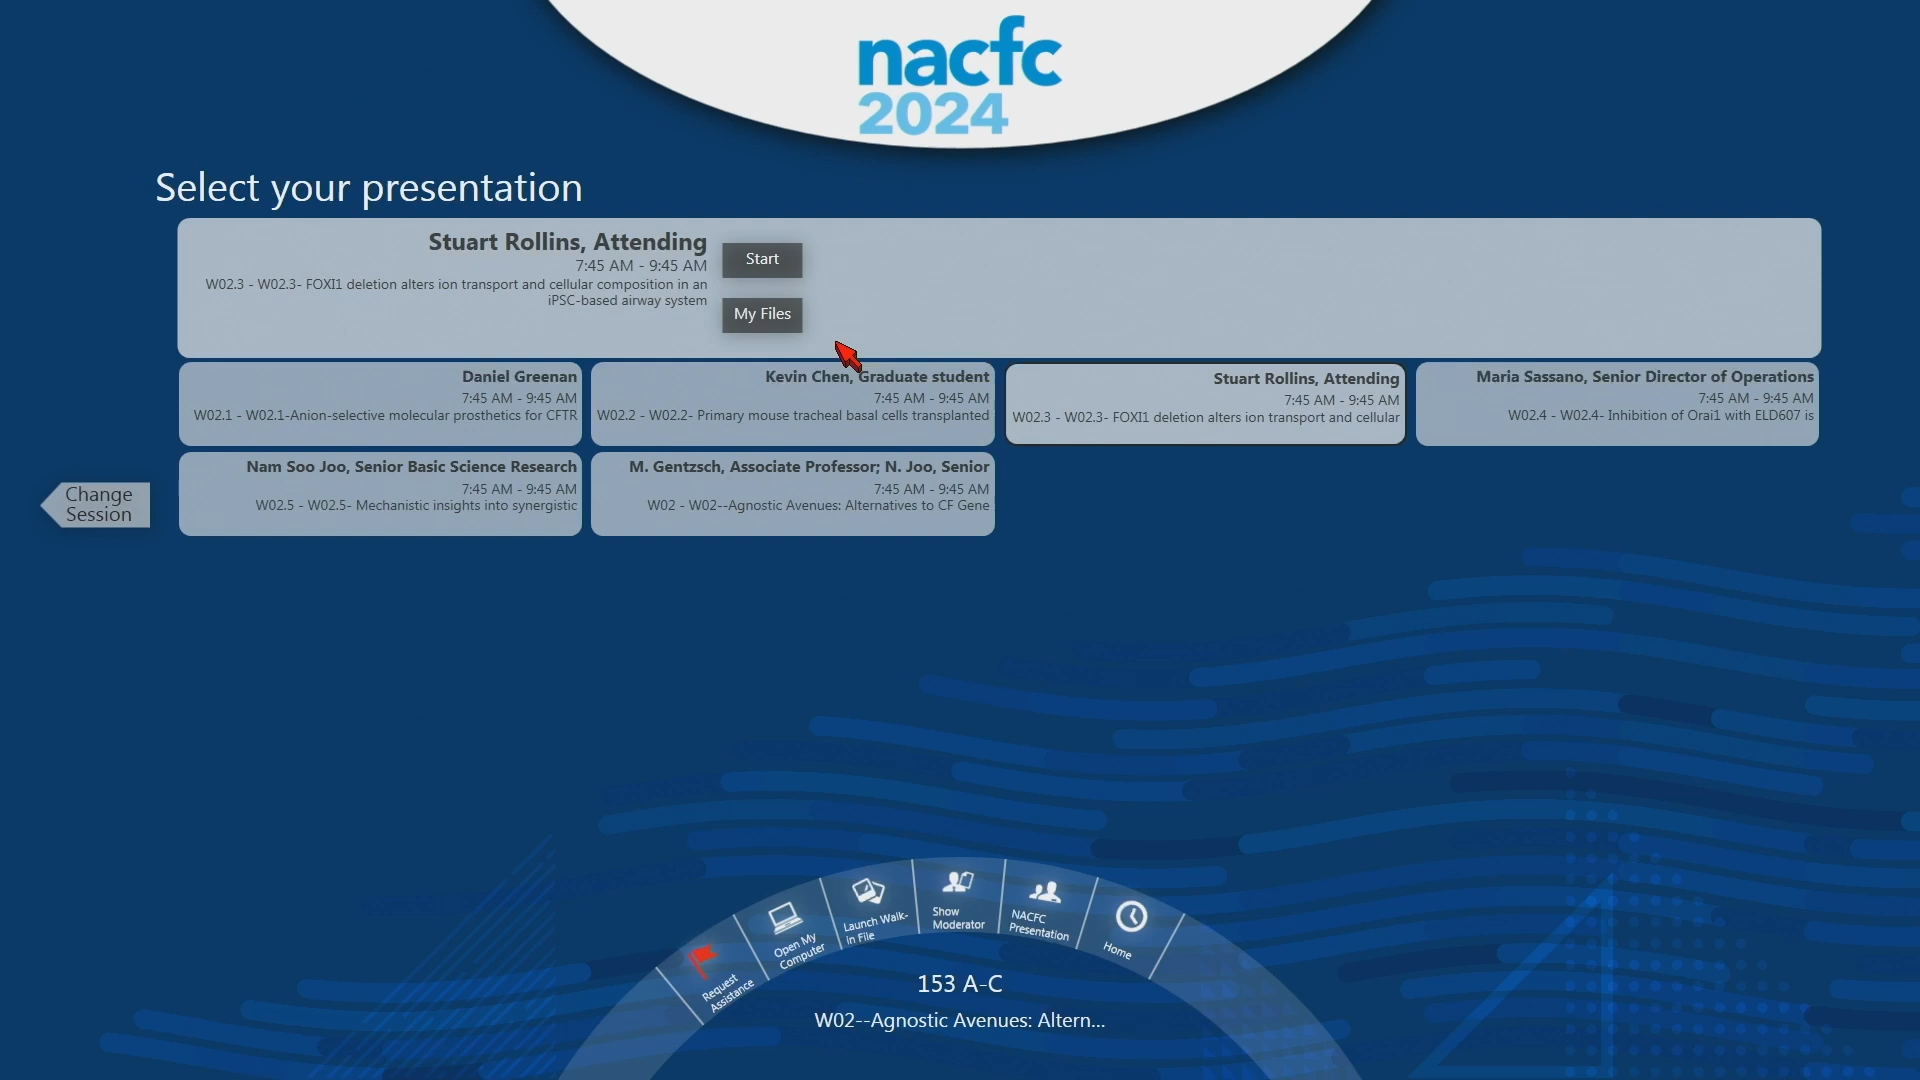 nacfc
2024
Select your presentation
Stuart Rollins, Attending
7:45 AM - 9:45 AM
W02.3 - W02.3- FOXI1 deletion alters ion transport and cellular composition in an
iPSC-based airway system
Start
My Files
Daniel Greenan
7:45 AM - 9:45 AM
W02.1 - W02.1-Anion-selective molecular prosthetics for CFTR
Kevin Chen, Graduate student
7:45 AM - 9:45 AM
W02.2 - W02.2- Primary mouse tracheal basal cells transplanted
Stuart Rollins, Attending
7:45 AM - 9:45 AM
W02.3 - W02.3- FOXI1 deletion alters ion transport and cellular
Maria Sassano, Senior Director of Operations
7:45 AM - 9:45 AM
W02.4 - W02.4- Inhibition of Orai1 with ELD607 is
Nam Soo Joo, Senior Basic Science Research
7:45 AM - 9:45 AM
W02.5 - W02.5- Mechanistic insights into synergistic
M. Gentzsch, Associate Professor; N. Joo, Senior
7:45 AM - 9:45 AM
W02 - W02--Agnostic Avenues: Alternatives to CF Gene
Change
Session
Request
Assistance
Open My
Computer
Launch Walk-
in File
Show
Moderator
NACFC
Presentation
Home
153 A-C
W02--Agnostic Avenues: Altern...